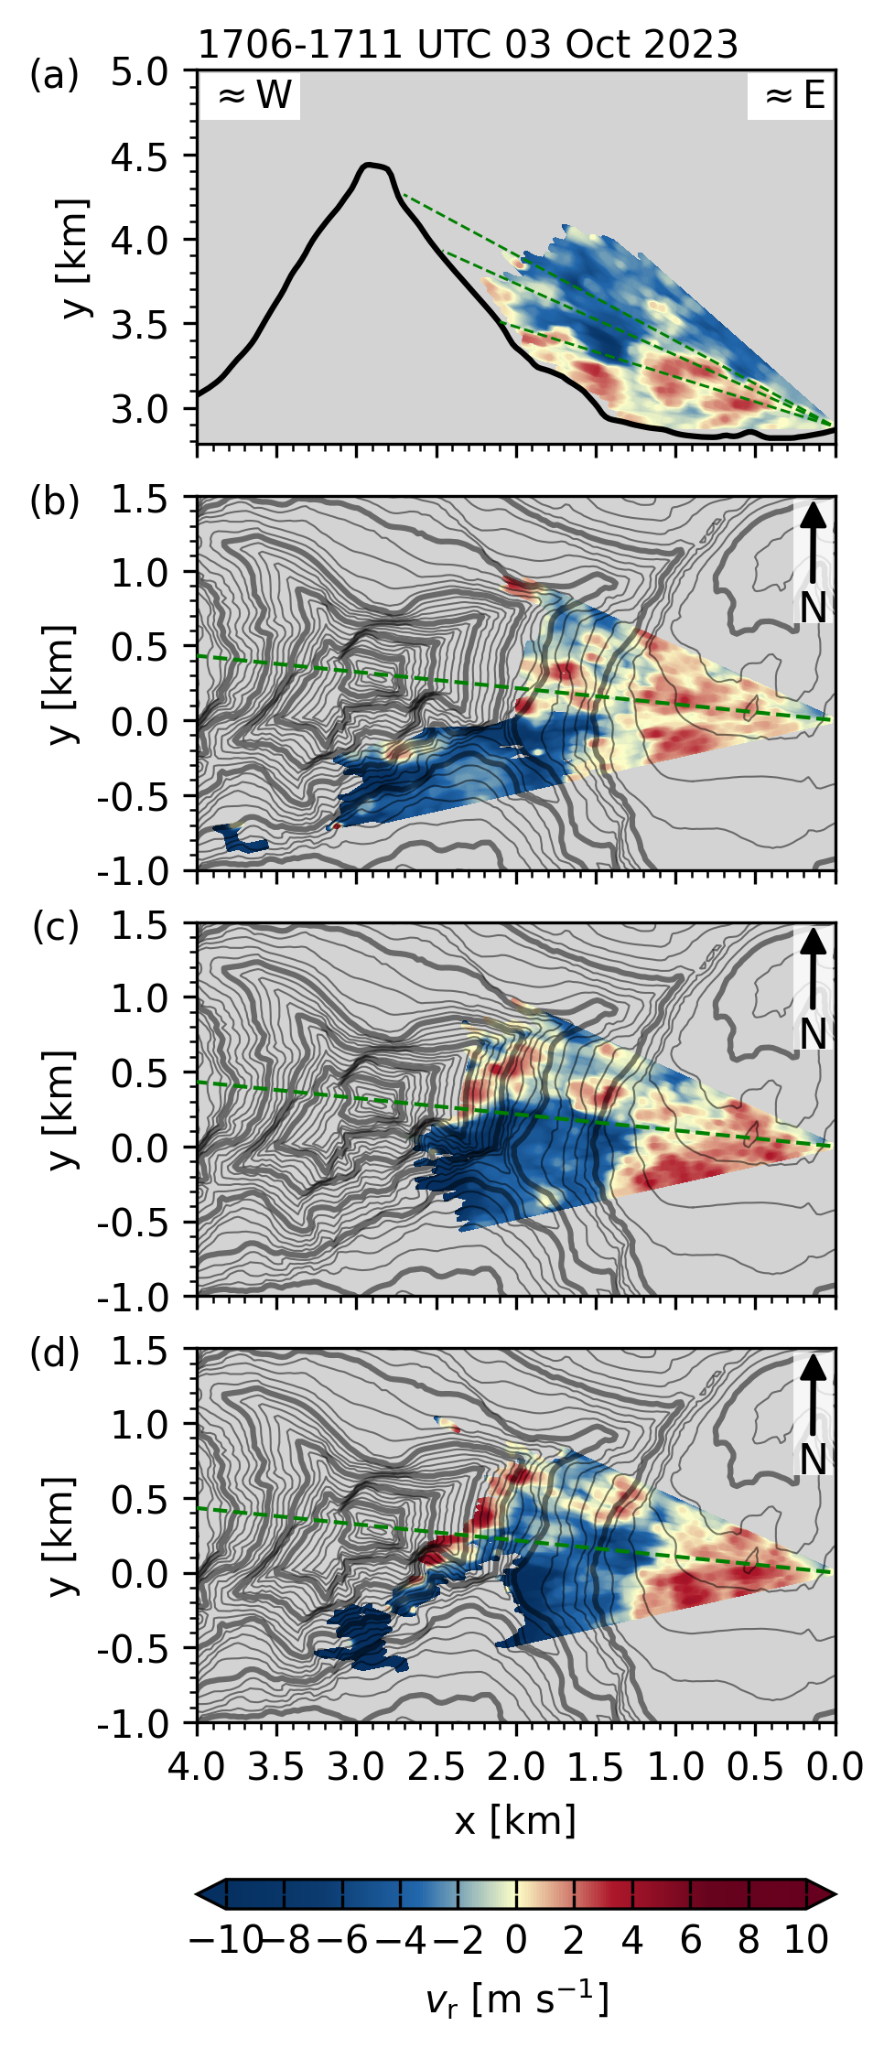 1706-1711 UTC 03 Oct 2023
(a)
≈W
≈E
5.0
4.5
4.0
3.5
3.0
y [km]
(b)
N
1.5
1.0
0.5
0.0
-0.5
-1.0
y [km]
(c)
N
1.5
1.0
0.5
0.0
-0.5
-1.0
y [km]
(d)
N
1.5
1.0
0.5
0.0
-0.5
-1.0
y [km]
4.0 3.5 3.0 2.5 2.0 1.5 1.0 0.5 0.0
x [km]
−10 −8 −6 −4 −2 0 2 4 6 8 10
vr [m s⁻¹]